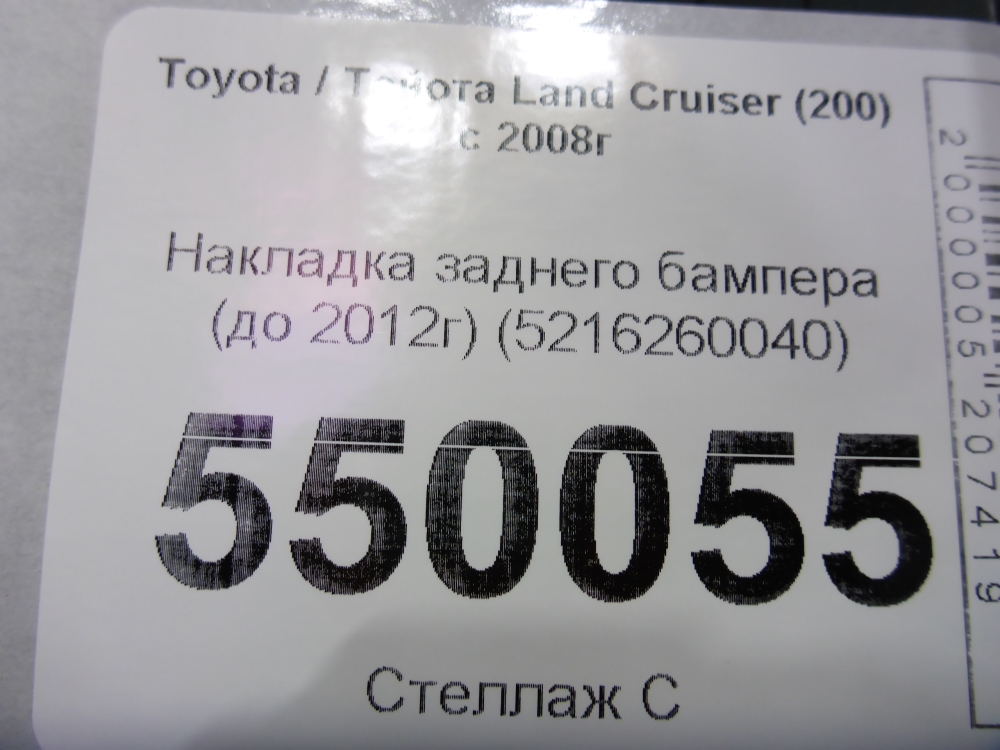 Toyota / Тойота Land Cruiser (200)
с 2008г
Накладка заднего бампера
(до 2012г) (5216260040)
550055
Стеллаж С
2000005207419